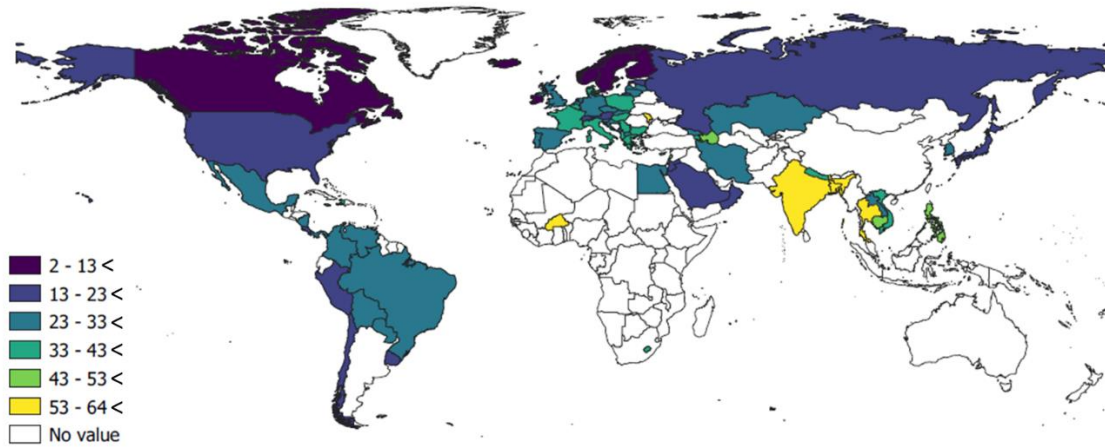 2 - 13 <
13 - 23 <
23 - 33 <
33 - 43 <
43 - 53 <
53 - 64 <
No value